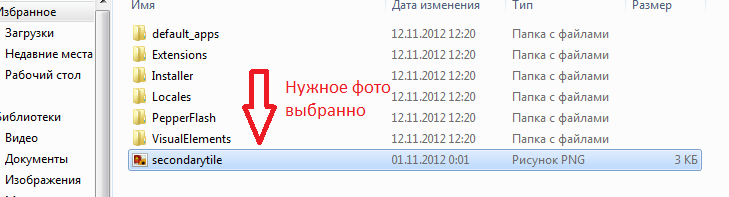 Избранное
Загрузки
Недавние места
Рабочий стол
Библиотеки
Видео
Документы
Изображения
Имя Дата изменения Тип Размер
default_apps 12.11.2012 12:20 Папка с файлами
Extensions 12.11.2012 12:20 Папка с файлами
Installer 12.11.2012 12:20 Папка с файлами
Locales 12.11.2012 12:20 Папка с файлами
PepperFlash 12.11.2012 12:20 Папка с файлами
VisualElements 12.11.2012 12:20 Папка с файлами
secondarytile 01.11.2012 0:01 Рисунок PNG 3 КБ
Нужное фото
выбранно